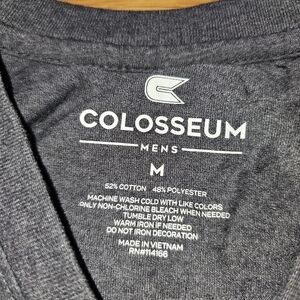 COLOSSEUM
MENS
M
52% COTTON 48% POLYESTER
MACHINE WASH COLD WITH LIKE COLORS
ONLY NON-CHLORINE BLEACH WHEN NEEDED
TUMBLE DRY LOW
WARM IRON IF NEEDED
DO NOT IRON DECORATION
MADE IN VIETNAM
RN#114166